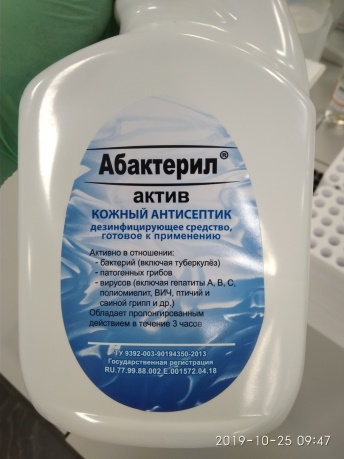 Абактерил®
актив
КОЖНЫЙ АНТИСЕПТИК
дезинфицирующее средство,
готовое к применению
Активно в отношении:
- бактерий (включая туберкулёз)
- патогенных грибов
- вирусов (включая гепатиты А, В, С,
полиомиелит, ВИЧ, птичий и
свиной грипп и др.)
Обладает пролонгированным
действием в течение 3 часов
ТУ 9392-003-90194350-2013
Государственная регистрация
RU.77.99.88.002.Е.001572.04.18
2019-10-25 09:47